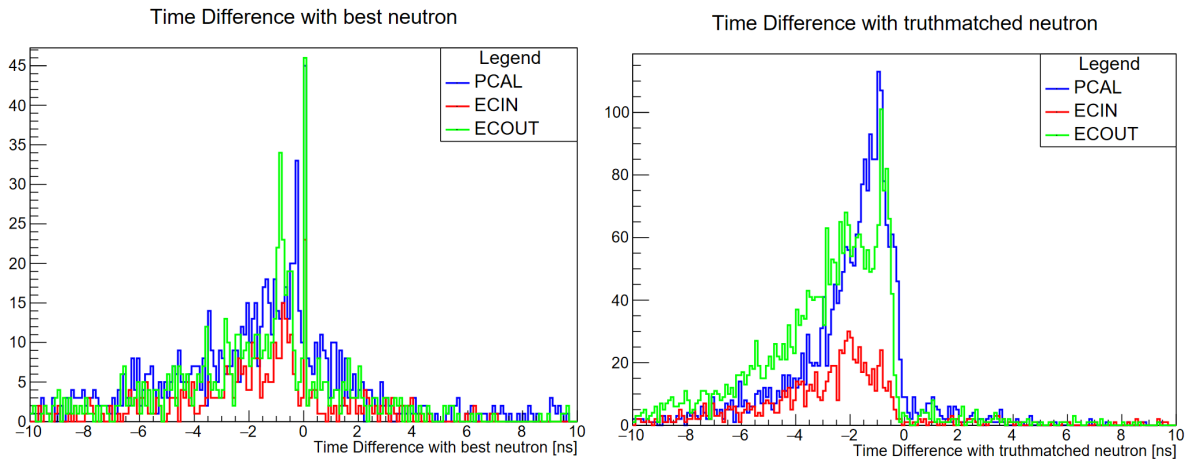 Time Difference with best neutron
Legend
PCAL
ECIN
ECOUT
45
40
35
30
25
20
15
10
5
0
−10 −8 −6 −4 −2 0 2 4 6 8 10
Time Difference with best neutron [ns]
Time Difference with truthmatched neutron
Legend
PCAL
ECIN
ECOUT
100
80
60
40
20
0
−10 −8 −6 −4 −2 0 2 4 6 8 10
Time Difference with truthmatched neutron [ns]